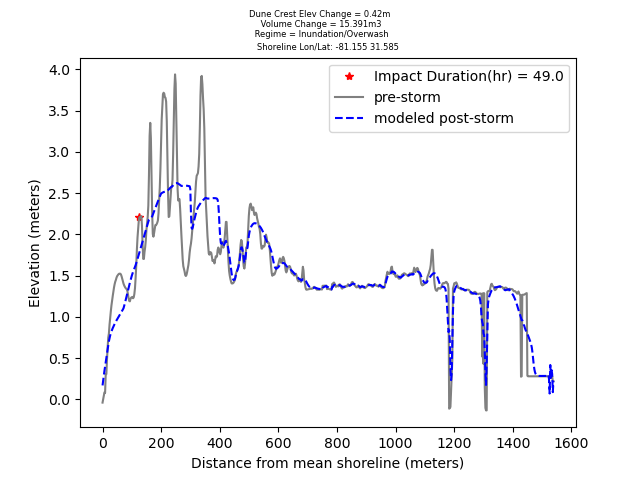 Dune Crest Elev Change = 0.42m
Volume Change = 15.391m3
Regime = Inundation/Overwash
Shoreline Lon/Lat: -81.155 31.585
Impact Duration(hr) = 49.0
pre-storm
modeled post-storm
4.0
3.5
3.0
2.5
2.0
1.5
1.0
0.5
0.0
Elevation (meters)
0 200 400 600 800 1000 1200 1400 1600
Distance from mean shoreline (meters)